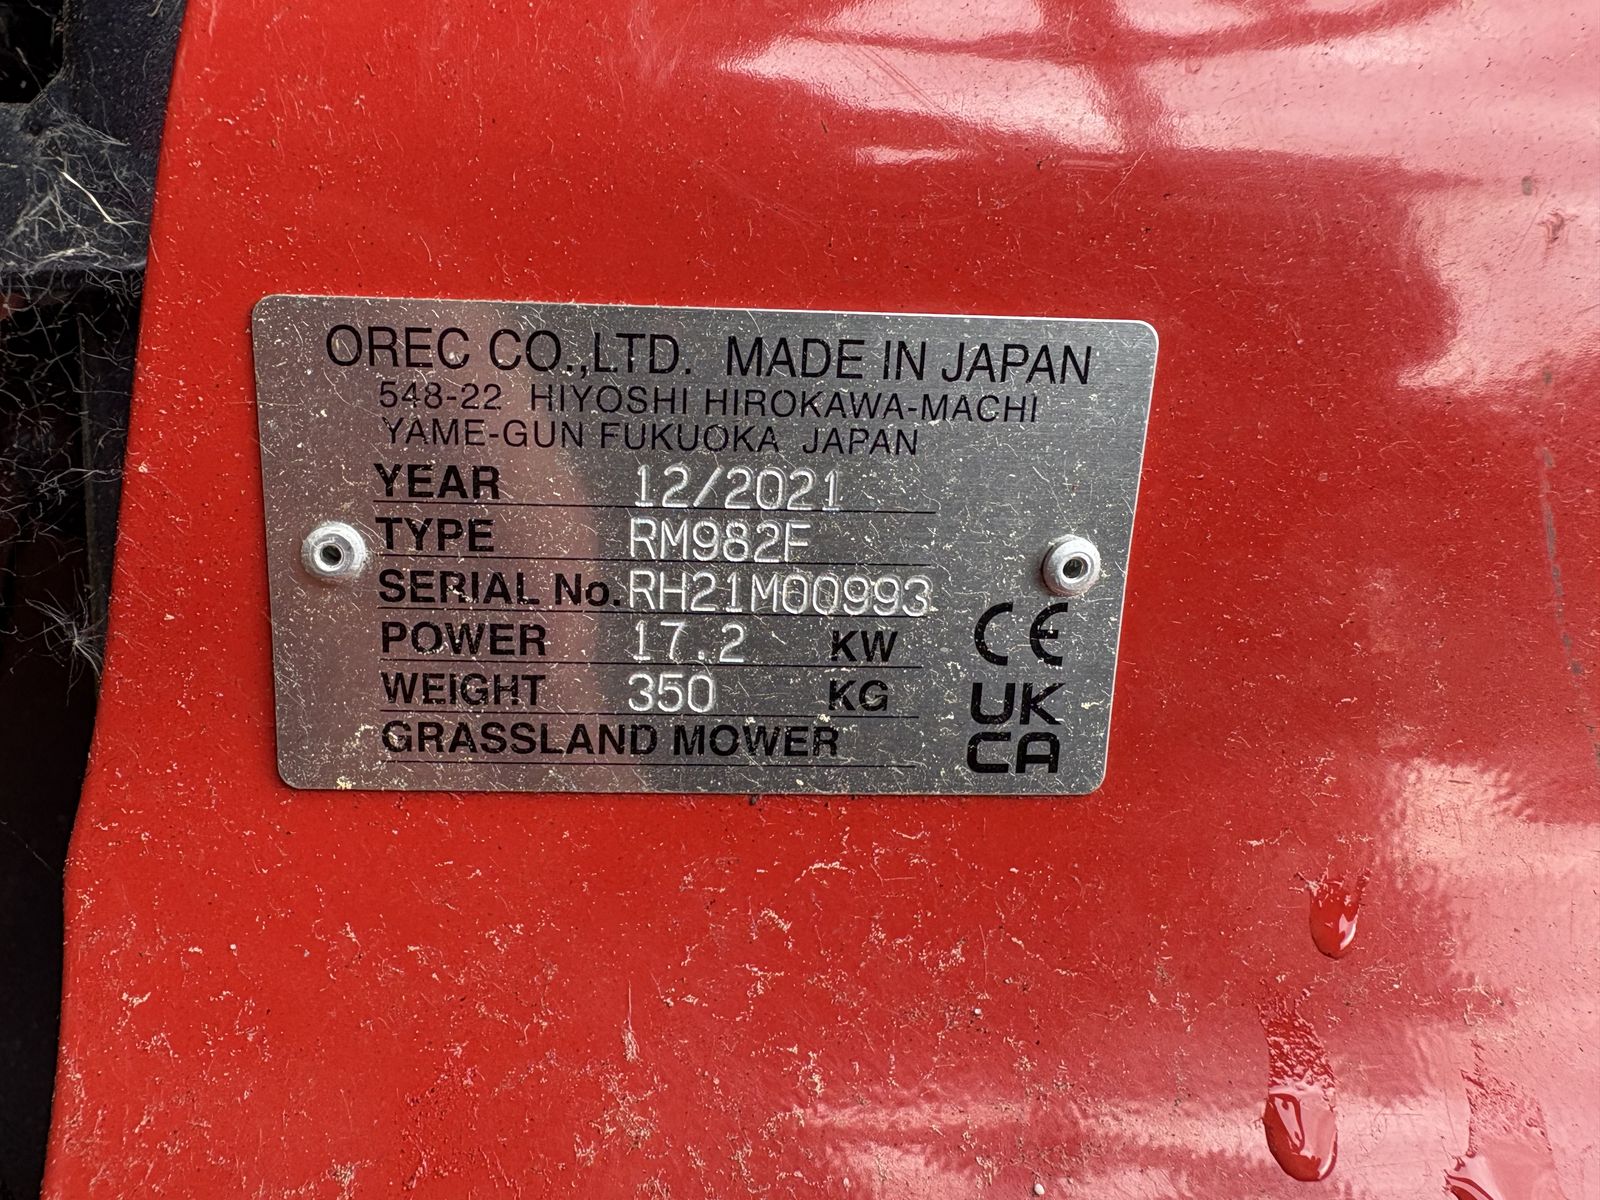 OREC CO.,LTD. MADE IN JAPAN
548-22 HIYOSHI HIROKAWA-MACHI
YAME-GUN FUKUOKA JAPAN
YEAR 12/2021
TYPE RM982F
SERIAL No. RH21M00993
POWER 17.2 KW
WEIGHT 350 KG
GRASSLAND MOWER
CE
UK
CA